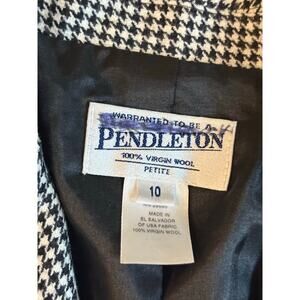 WARRANTED TO BE A
PENDLETON
100% VIRGIN WOOL
PETITE
10
MADE IN
EL SALVADOR
OF USA FABRIC
100% VIRGIN WOOL